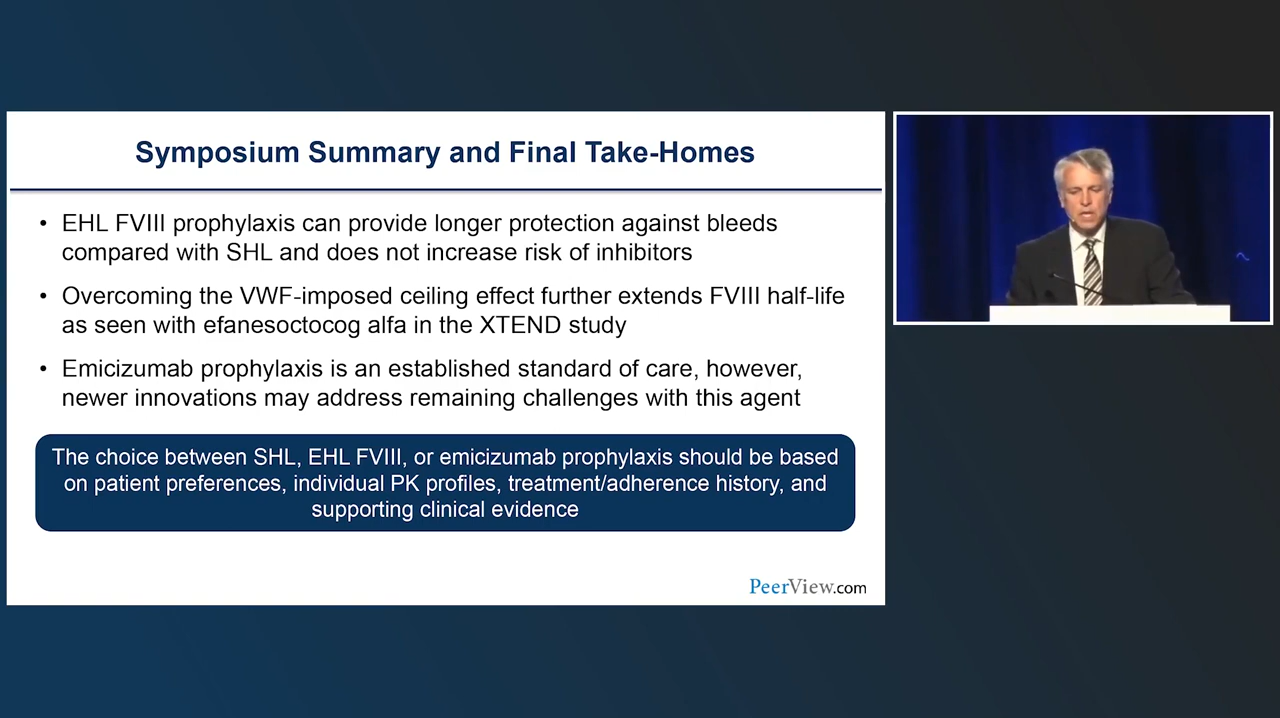 Symposium Summary and Final Take-Homes
• EHL FVIII prophylaxis can provide longer protection against bleeds
compared with SHL and does not increase risk of inhibitors
• Overcoming the VWF-imposed ceiling effect further extends FVIII half-life
as seen with efanesoctocog alfa in the XTEND study
• Emicizumab prophylaxis is an established standard of care, however,
newer innovations may address remaining challenges with this agent
The choice between SHL, EHL FVIII, or emicizumab prophylaxis should be based
on patient preferences, individual PK profiles, treatment/adherence history, and
supporting clinical evidence
PeerView.com